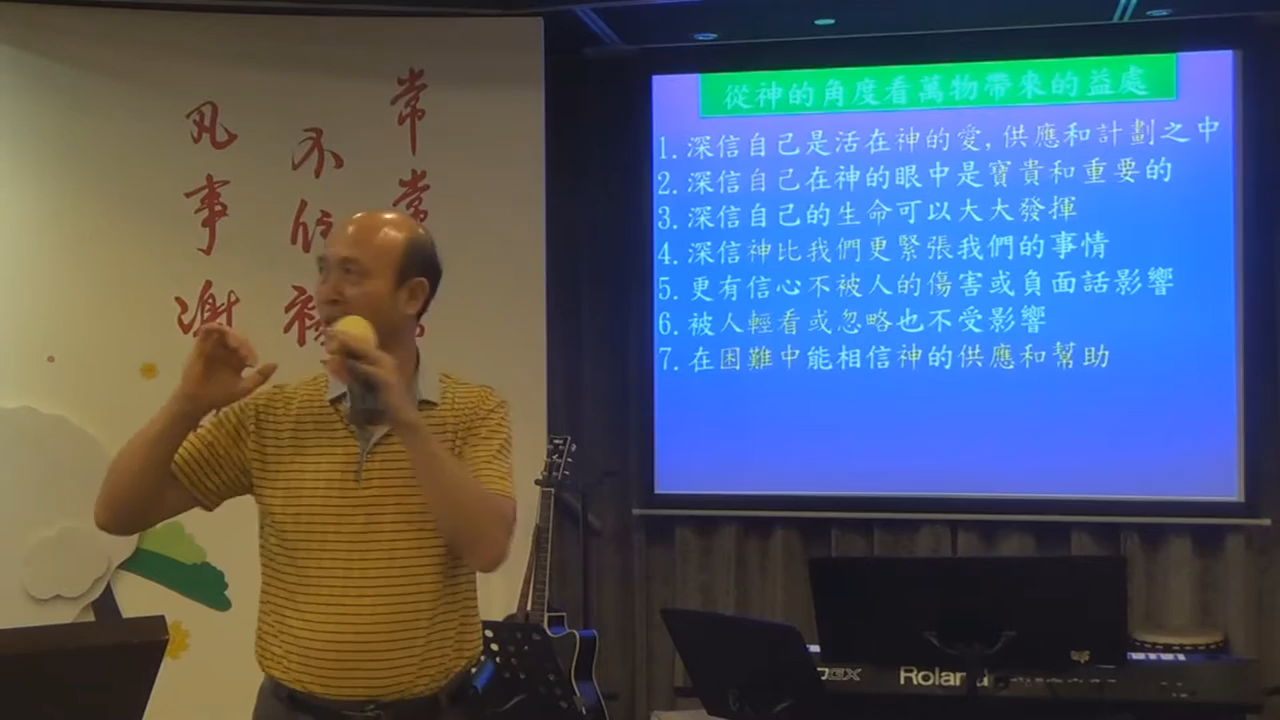 從神的角度看萬物帶來的益處
1. 深信自己是活在神的愛,供應和計劃之中
2. 深信自己在神的眼中是寶貴和重要的
3. 深信自己的生命可以大大發揮
4. 深信神比我們更緊張我們的事情
5. 更有信心不被人的傷害或負面話影響
6. 被人輕看或忽略也不受影響
7. 在困難中能相信神的供應和幫助
常常
不住禱
凡事謝
Roland
GX